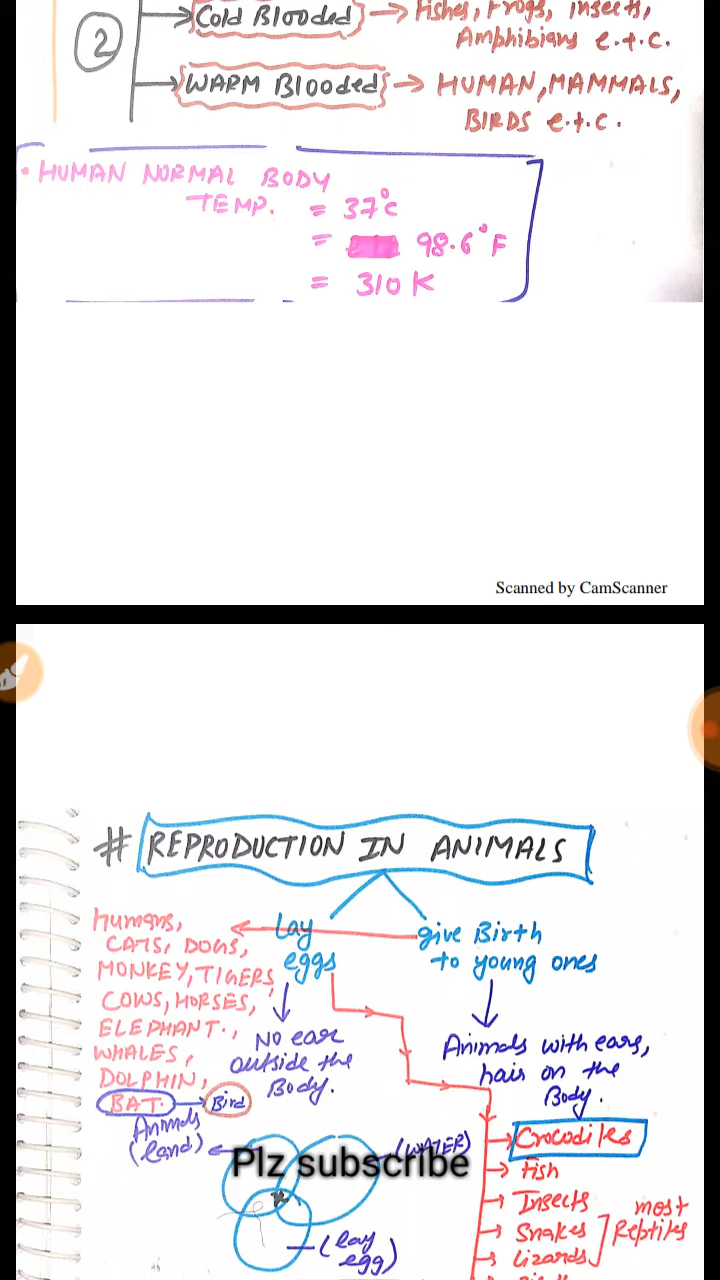 2
Cold Blooded → Fishes, Frogs, insects,
Amphibians e.t.c.
WARM Blooded → HUMAN, MAMMALS,
BIRDS e.t.c.
• HUMAN NORMAL BODY
TEMP. = 37°c
= 98.6°F
= 310 K
Scanned by CamScanner
# REPRODUCTION IN ANIMALS
Lay
eggs
give Birth
to young ones
Humans,
CATS, DOGS,
MONKEY, TIGERS,
COWS, HORSES,
ELEPHANT.,
WHALES,
DOLPHIN,
BAT. → Bird
NO ear
outside the
Body.
Animals with ears,
hair on the
Body.
Animals
(land)
(WATER)
(lay
egg)
Plz subscribe
Crocodiles
Fish
Insects
Snakes
Lizards
most
Reptiles